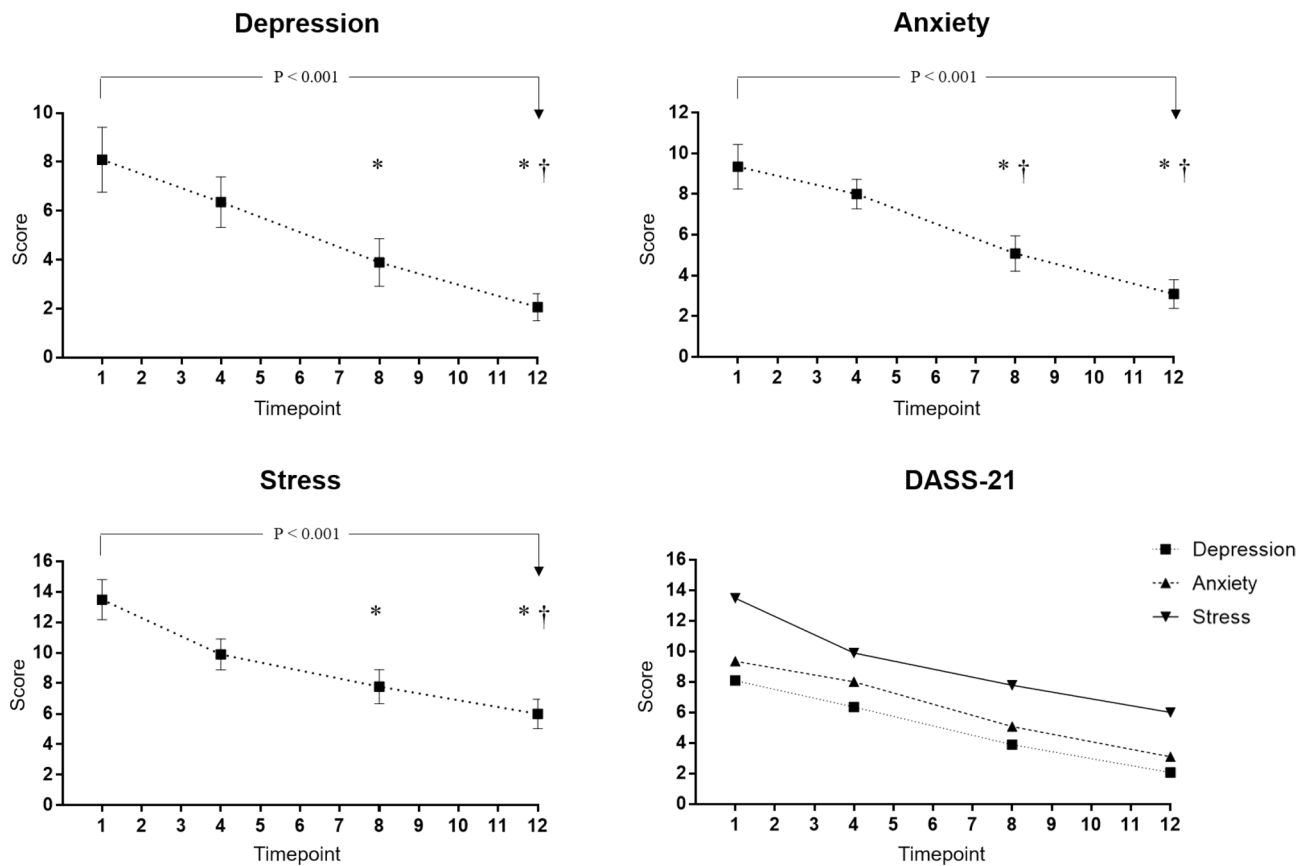 Depression
P < 0.001
10
8
6
4
2
0
Score
* 
* †
1 2 3 4 5 6 7 8 9 10 11 12
Timepoint
Anxiety
P < 0.001
12
10
8
6
4
2
0
Score
* †
* †
1 2 3 4 5 6 7 8 9 10 11 12
Timepoint
Stress
P < 0.001
16
14
12
10
8
6
4
2
0
Score
*
* †
1 2 3 4 5 6 7 8 9 10 11 12
Timepoint
DASS-21
16
14
12
10
8
6
4
2
0
Score
Depression
Anxiety
Stress
1 2 3 4 5 6 7 8 9 10 11 12
Timepoint